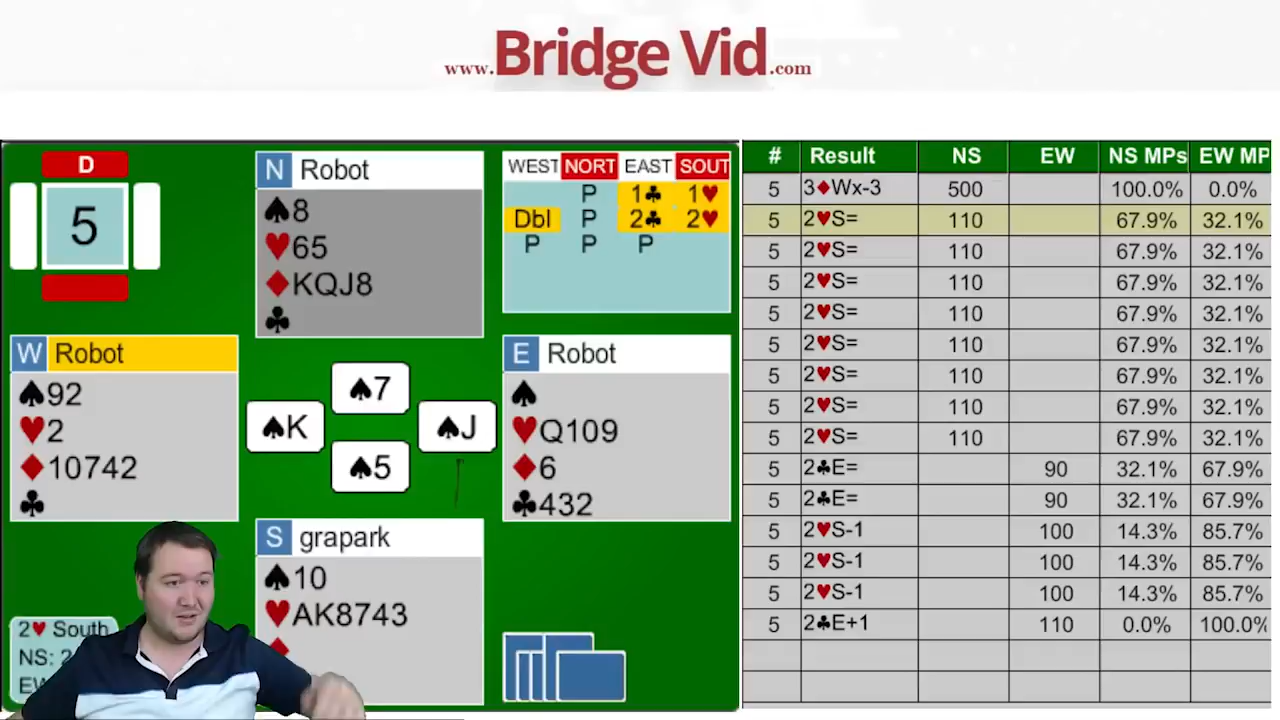 www.Bridge Vid.com
D
5
N Robot
♠8
♥65
♦KQJ8
♣
WEST NORT EAST SOUT
P 1♣ 1♥
Dbl P 2♣ 2♥
P P P
W Robot
♠92
♥2
♦10742
♣
♠7
♠K
♠J
♠5
E Robot
♠
♥Q109
♦6
♣432
S grapark
♠10
♥AK8743
♦
2♥ South
NS: 2
# Result NS EW NS MPs EW MP
5 3♦Wx-3 500 100.0% 0.0%
5 2♥S= 110 67.9% 32.1%
5 2♥S= 110 67.9% 32.1%
5 2♥S= 110 67.9% 32.1%
5 2♥S= 110 67.9% 32.1%
5 2♥S= 110 67.9% 32.1%
5 2♥S= 110 67.9% 32.1%
5 2♥S= 110 67.9% 32.1%
5 2♥S= 110 67.9% 32.1%
5 2♣E= 90 32.1% 67.9%
5 2♣E= 90 32.1% 67.9%
5 2♥S-1 100 14.3% 85.7%
5 2♥S-1 100 14.3% 85.7%
5 2♥S-1 100 14.3% 85.7%
5 2♣E+1 110 0.0% 100.0%